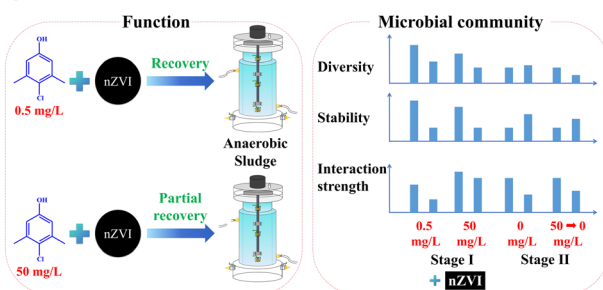 Function
OH
Cl
0.5 mg/L
nZVI
Recovery
Anaerobic
Sludge
OH
Cl
50 mg/L
nZVI
Partial
recovery
Microbial community
Diversity
Stability
Interaction
strength
0.5 50 0 50 ➡ 0
mg/L mg/L mg/L mg/L
Stage I Stage II
+ nZVI